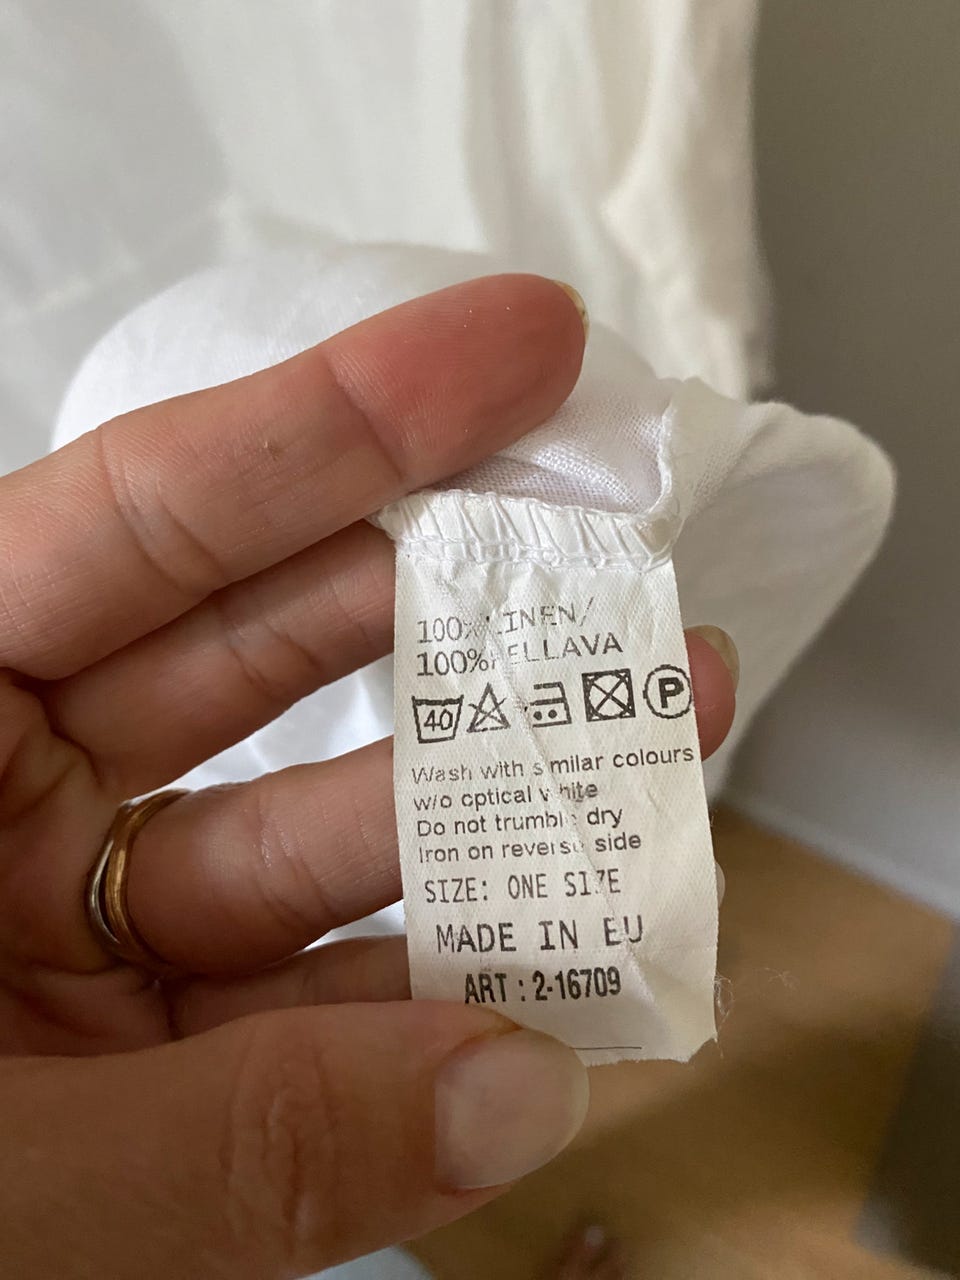 100% LINEN/
100% PELLAVA
40 P
Wash with similar colours
w/o optical white
Do not trumble dry
Iron on reverse side
SIZE: ONE SIZE
MADE IN EU
ART : 2-16709